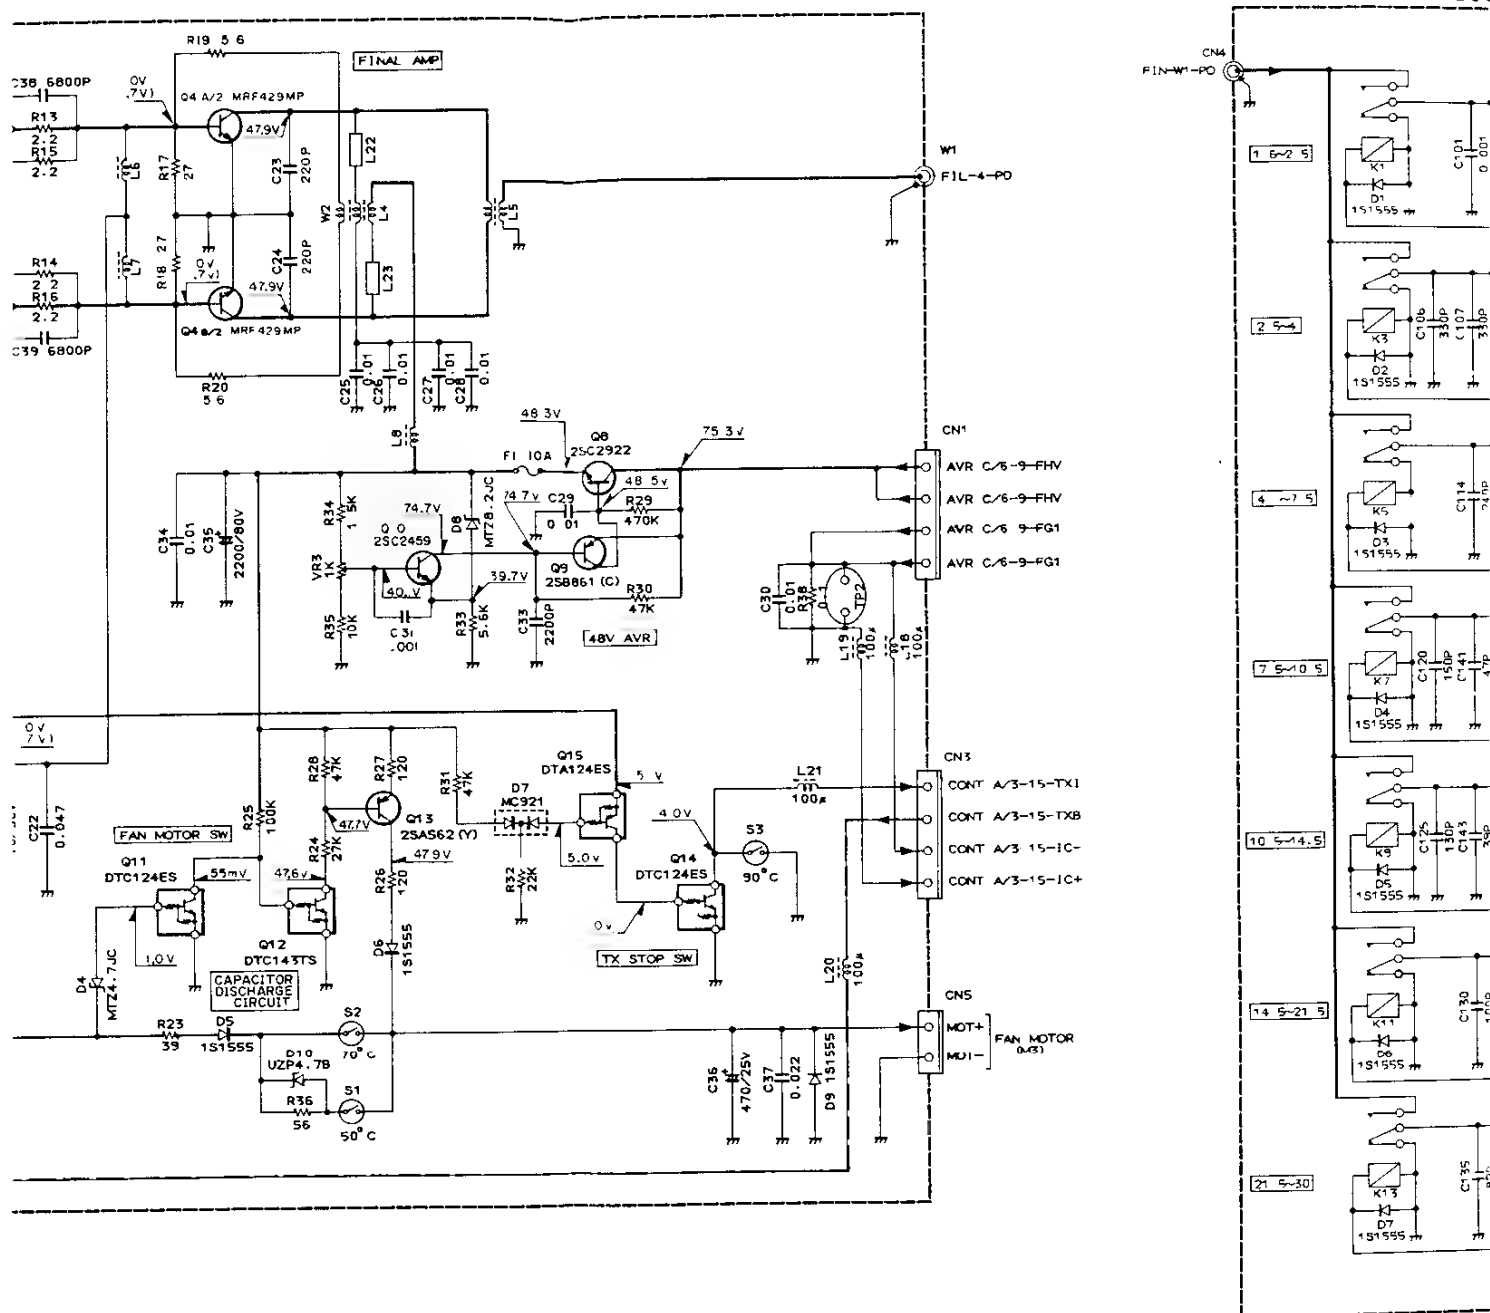 R19 5 6
FINAL AMP
C38 6800P
0V
.7V)
Q4 A/2 MRF429MP
R13
2.2
R15
2.2
47.9V
L6
R17
27
C23
220P
L22
W2
L4
L5
W1
FIL-4-PO
R14
2 2
R16
2.2
C39 6800P
L7
R18 27
0V
.7V)
C24
220P
47.9V
L23
Q4 B/2 MRF429MP
R20
5 6
C25
0.01
C26
0.01
C27
0.01
C28
0.01
L8
48 3V
F1 10A
Q8
2SC2922
75.3V
CN1
AVR C/6-9-FHV
AVR C/6-9-FHV
AVR C/6 9-FG1
AVR C/6-9-FG1
C34
0.01
C35
2200/80V
R34
1 5K
VR3
1K
R35
10K
74.7V
Q 0
2SC2459
40. V
C31
.001
D8
MTZ8.2JC
39.7V
R33
5.6K
74.7V
C29
0 01
48 5V
R29
470K
Q9
2SB861 (C)
R30
47K
C33
2200P
48V AVR
C30
0.01
R38
0.1
TP2
L19
100μ
L18
100μ
0V
7V)
C22
0.047
R25
100K
FAN MOTOR SW
Q11
DTC124ES
55mV
1.0V
D4
MTZ4.7JC
R28
47K
R27
120
47.7V
Q13
2SA562 (Y)
R24
27K
47.6V
47.9V
R26
120
Q12
DTC143TS
CAPACITOR
DISCHARGE
CIRCUIT
D6
1S1555
R31
47K
D7
MC921
R32
22K
Q15
DTA124ES
5. V
5.0V
4.0V
Q14
DTC124ES
0V
TX STOP SW
S3
90°C
L21
100μ
L20
100μ
CN3
CONT A/3-15-TXI
CONT A/3-15-TXB
CONT A/3 15-IC-
CONT A/3-15-IC+
R23
39
D5
1S1555
S2
70°C
D10
UZP4.7B
R36
56
S1
50°C
C36
470/25V
C37
0.022
D9 1S1555
CN5
MOT+
MOT-
FAN MOTOR
(M3)
CN4
FIN-W1-PO
1 6~2 5
K1
D1
1S1555
C101
0.001
2 5~4
K3
D2
1S1555
C106
330P
C107
330P
4 ~7 5
K5
D3
1S1555
C114
240P
7 5~10 5
K7
D4
1S1555
C120
150P
C141
47P
10 5~14.5
K9
D5
1S1555
C125
130P
C143
39P
14 5~21 5
K11
D6
1S1555
C130
21 5~30
K13
D7
1S1555
C135